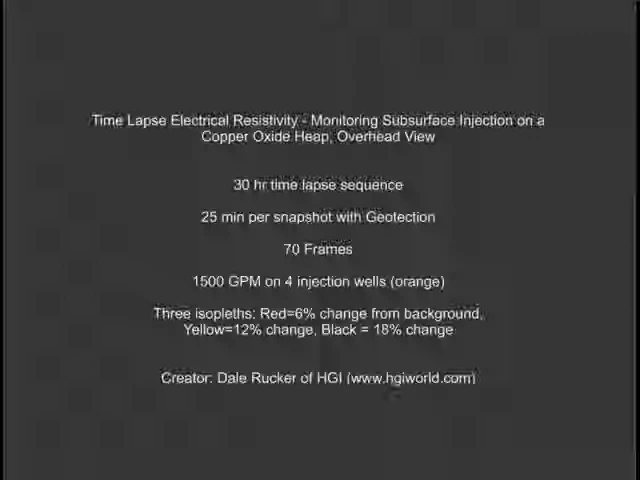 Time Lapse Electrical Resistivity - Monitoring Subsurface Injection on a
Copper Oxide Heap, Overhead View
30 hr time lapse sequence
25 min per snapshot with Geotection
70 Frames
1500 GPM on 4 injection wells (orange)
Three isopleths: Red=6% change from background,
Yellow=12% change, Black = 18% change
Creator: Dale Rucker of HGI (www.hgiworld.com)